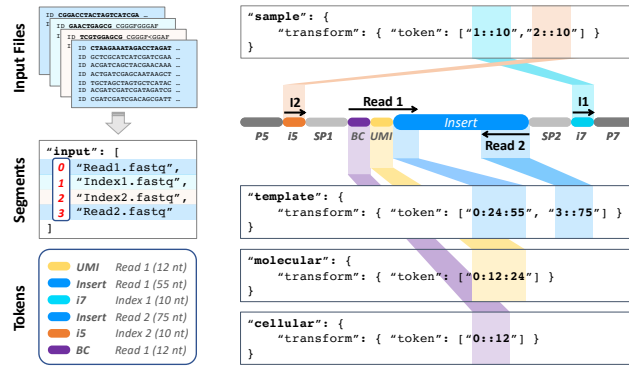 Input Files
ID CGGACCTACTAGTCATCGA ...
ID GAACTGAGCG CGGGFGGGAF
ID TCGTGGAGCG CGGGF<GGAF
ID CTAAGAAATAGACCTAGAT ...
ID GCTCGCATCATCGATCGAA ...
ID ACGATCAGCTACGACAAAA ...
ID ACTGATCGAGCAATAAGCT ...
ID TGCTAGCTAGTGCTCATAC ...
ID ACGATCGATCGATAGATCG ...
ID CGATCGATCGACAGCGATT ...
Segments
"input": [
0 "Read1.fastq",
1 "Index1.fastq",
2 "Index2.fastq",
3 "Read2.fastq"
]
Tokens
UMI Read 1 (12 nt)
Insert Read 1 (55 nt)
i7 Index 1 (10 nt)
Insert Read 2 (75 nt)
i5 Index 2 (10 nt)
BC Read 1 (12 nt)
"sample": {
"transform": { "token": ["1::10","2::10"] }
}
I2 Read 1 I1
Insert
Read 2
P5 i5 SP1 BC UMI SP2 i7 P7
"template": {
"transform": { "token": ["0:24:55", "3::75"] }
}
"molecular": {
"transform": { "token": ["0:12:24"] }
}
"cellular": {
"transform": { "token": ["0::12"] }
}